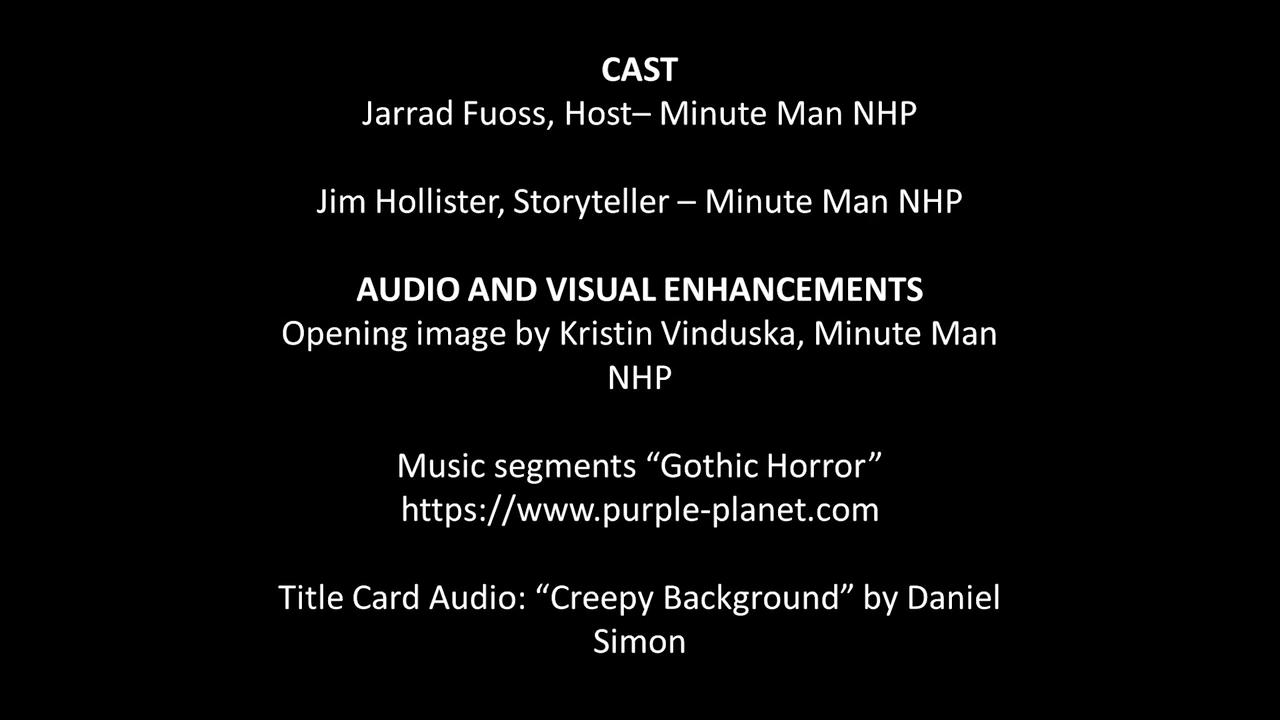 CAST
Jarrad Fuoss, Host– Minute Man NHP
Jim Hollister, Storyteller – Minute Man NHP
AUDIO AND VISUAL ENHANCEMENTS
Opening image by Kristin Vinduska, Minute Man
NHP
Music segments “Gothic Horror”
https://www.purple-planet.com
Title Card Audio: “Creepy Background” by Daniel
Simon